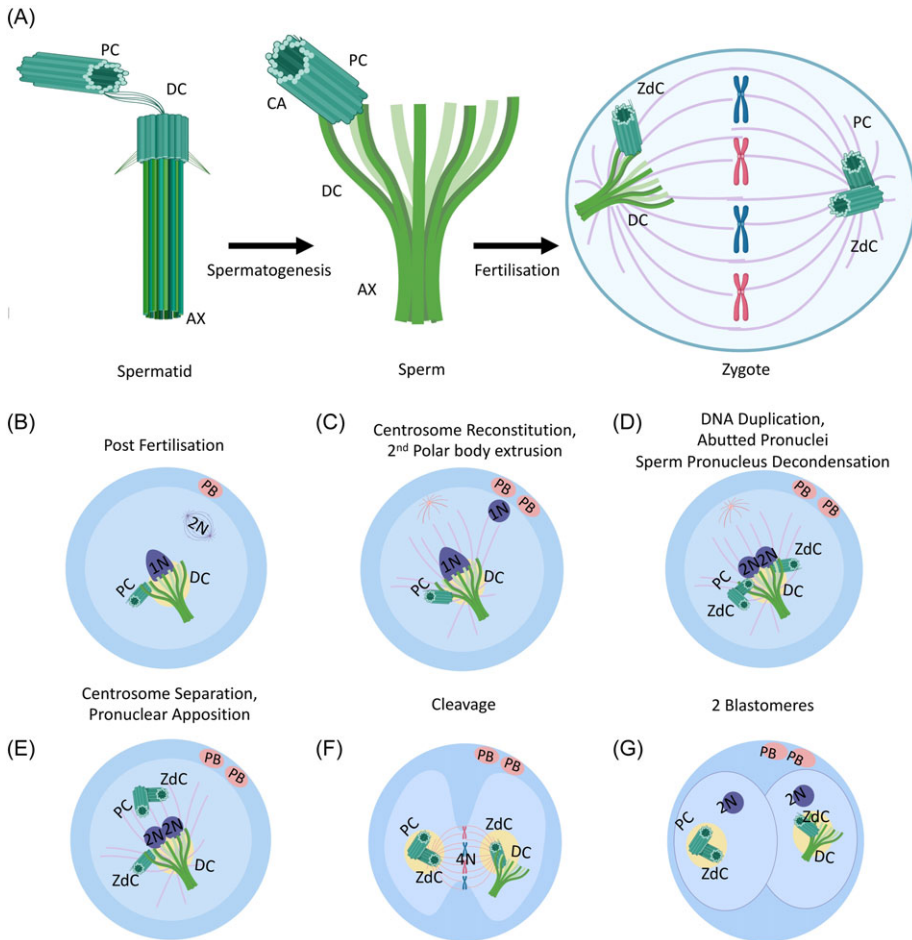 (A)
PC
DC
AX
Spermatid
Spermatogenesis
PC
CA
DC
AX
Sperm
Fertilisation
ZdC
PC
DC
ZdC
Zygote
(B)
Post Fertilisation
PB
2N
1N
PC
DC
(C)
Centrosome Reconstitution,
2nd Polar body extrusion
PB
PB
1N
1N
PC
DC
(D)
DNA Duplication,
Abutted Pronuclei
Sperm Pronucleus Decondensation
PB
PB
ZdC
2N
2N
PC
DC
ZdC
(E)
Centrosome Separation,
Pronuclear Apposition
PB
PB
ZdC
PC
2N
2N
ZdC
DC
(F)
Cleavage
PB
PB
PC
ZdC
4N
DC
ZdC
(G)
2 Blastomeres
PB
PB
2N
2N
PC
ZdC
ZdC
DC